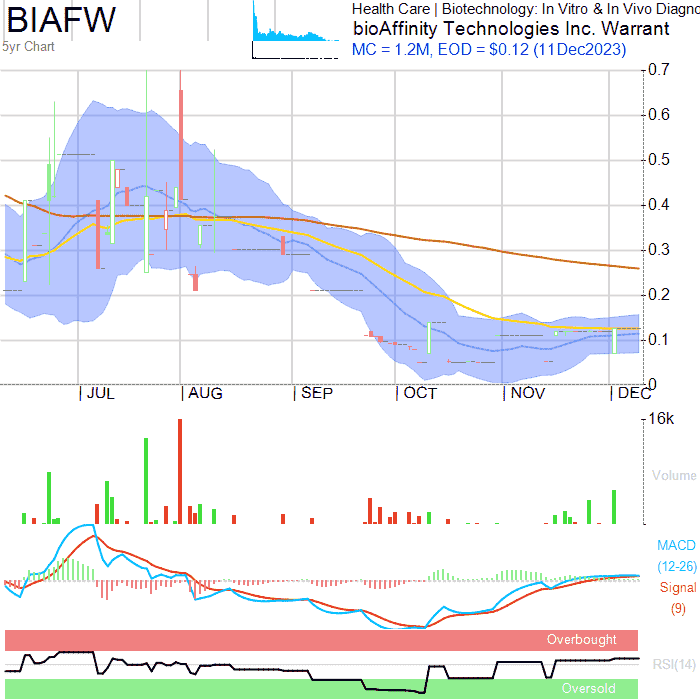 BIAFW
5yr Chart
Health Care | Biotechnology: In Vitro & In Vivo Diagno
bioAffinity Technologies Inc. Warrant
MC = 1.2M, EOD = $0.12 (11Dec2023)
0.7
0.6
0.5
0.4
0.3
0.2
0.1
0
| JUL | AUG | SEP | OCT | NOV | DEC
16k
Volume
MACD
(12-26)
Signal
(9)
Overbought
RSI(14)
Oversold